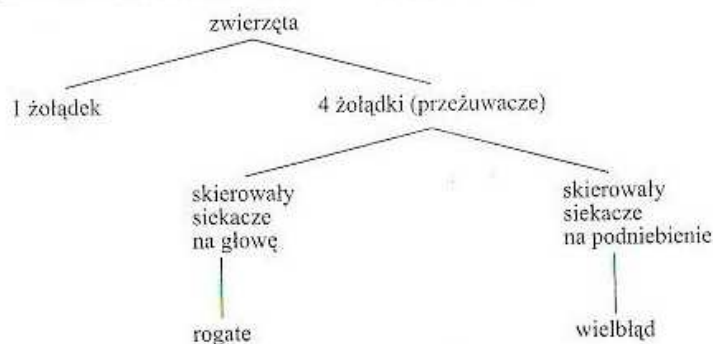 zwierzęta
1 żołądek
4 żołądki (przeżuwacze)
skierowały
siekacze
na głowę
skierowały
siekacze
na podniebienie
rogate
wielbłąd